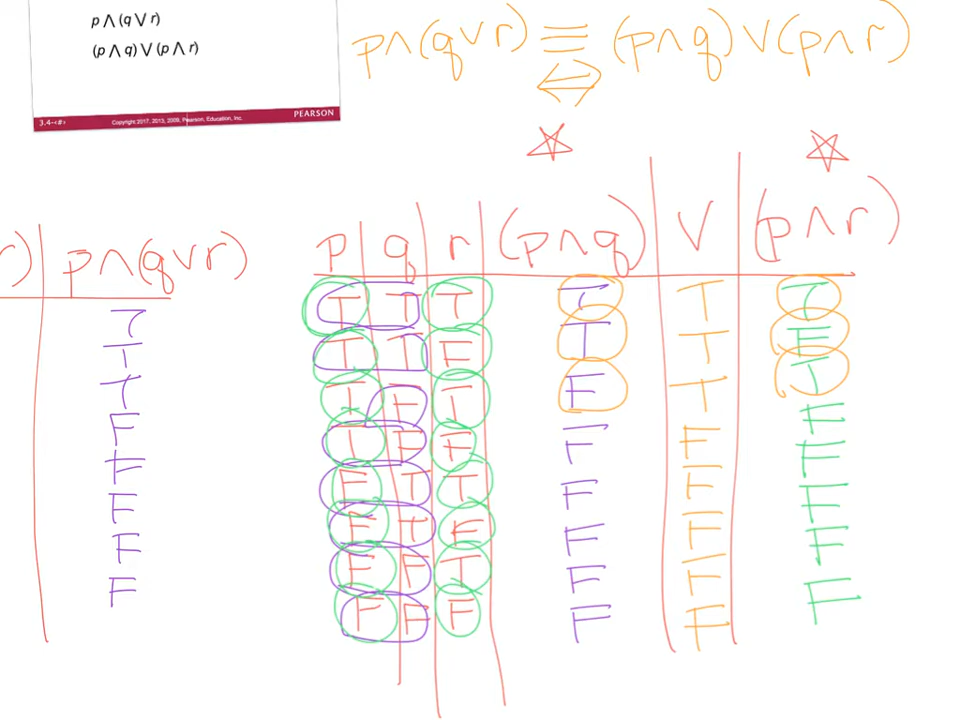 p ∧ (q ∨ r)
(p ∧ q) ∨ (p ∧ r)
3.4-<#> Copyright 2017, 2013, 2009, Pearson, Education, Inc. PEARSON
p∧(q∨r) ≡ (p∧q)∨(p∧r)
⇔
☆ ☆
r) p∧(q∨r)
T
T
T
F
F
F
F
F
p q r (p∧q) ∨ (p∧r)
T T T T T T
T T F T T F
T F T F T T
T F F F F F
F T T F F F
F T F F F F
F F T F F F
F F F F F F